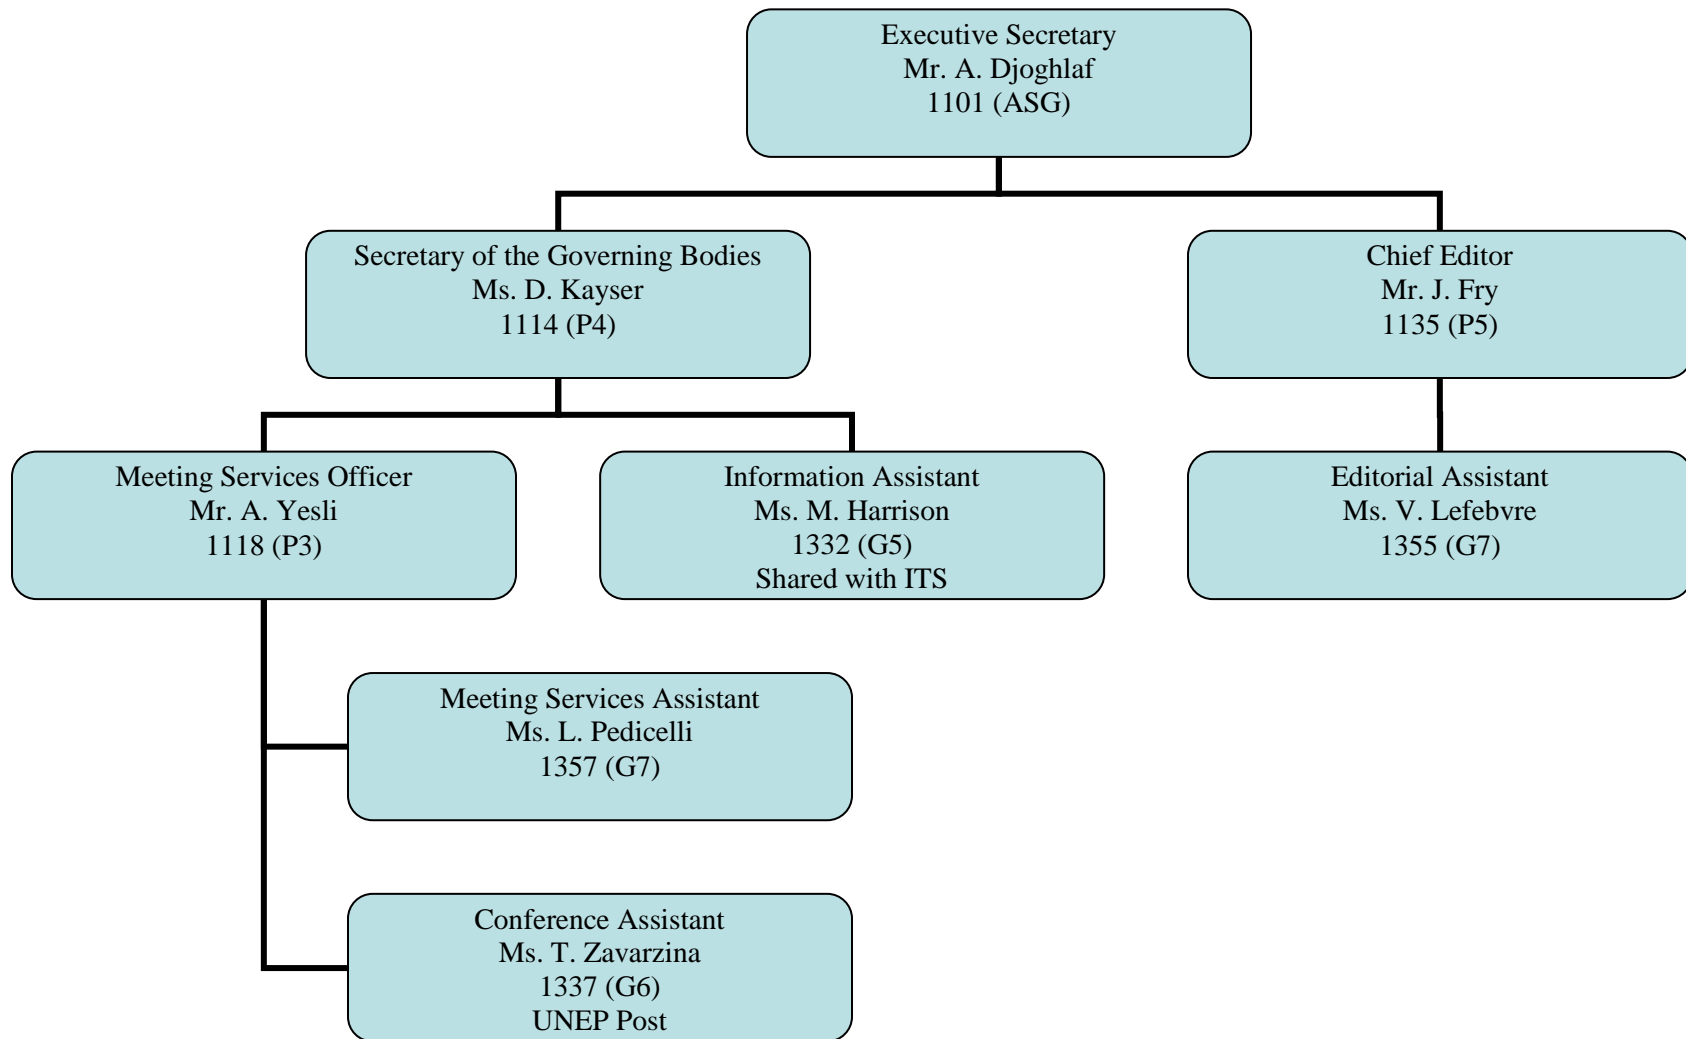 Executive Secretary
Mr. A. Djoghlaf
1101 (ASG)
Secretary of the Governing Bodies
Ms. D. Kayser
1114 (P4)
Chief Editor
Mr. J. Fry
1135 (P5)
Meeting Services Officer
Mr. A. Yesli
1118 (P3)
Information Assistant
Ms. M. Harrison
1332 (G5)
Shared with ITS
Editorial Assistant
Ms. V. Lefebvre
1355 (G7)
Meeting Services Assistant
Ms. L. Pedicelli
1357 (G7)
Conference Assistant
Ms. T. Zavarzina
1337 (G6)
UNEP Post